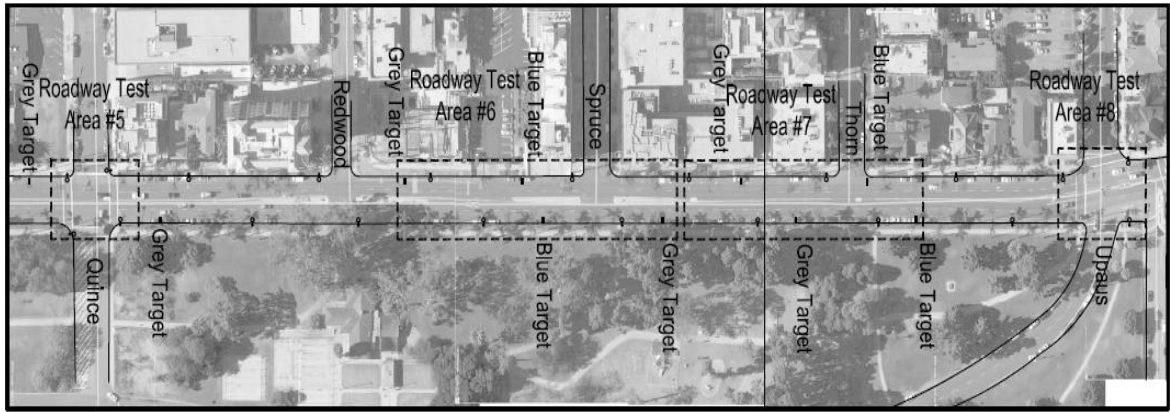 Grey Target
Roadway Test
Area #5
Redwood
Grey Target
Roadway Test
Area #6
Blue Target
Spruce
Grey Target
Roadway Test
Area #7
Thorn
Blue Target
Roadway Test
Area #8
Quince
Grey Target
Blue Target
Grey Target
Grey Target
Blue Target
Upaus